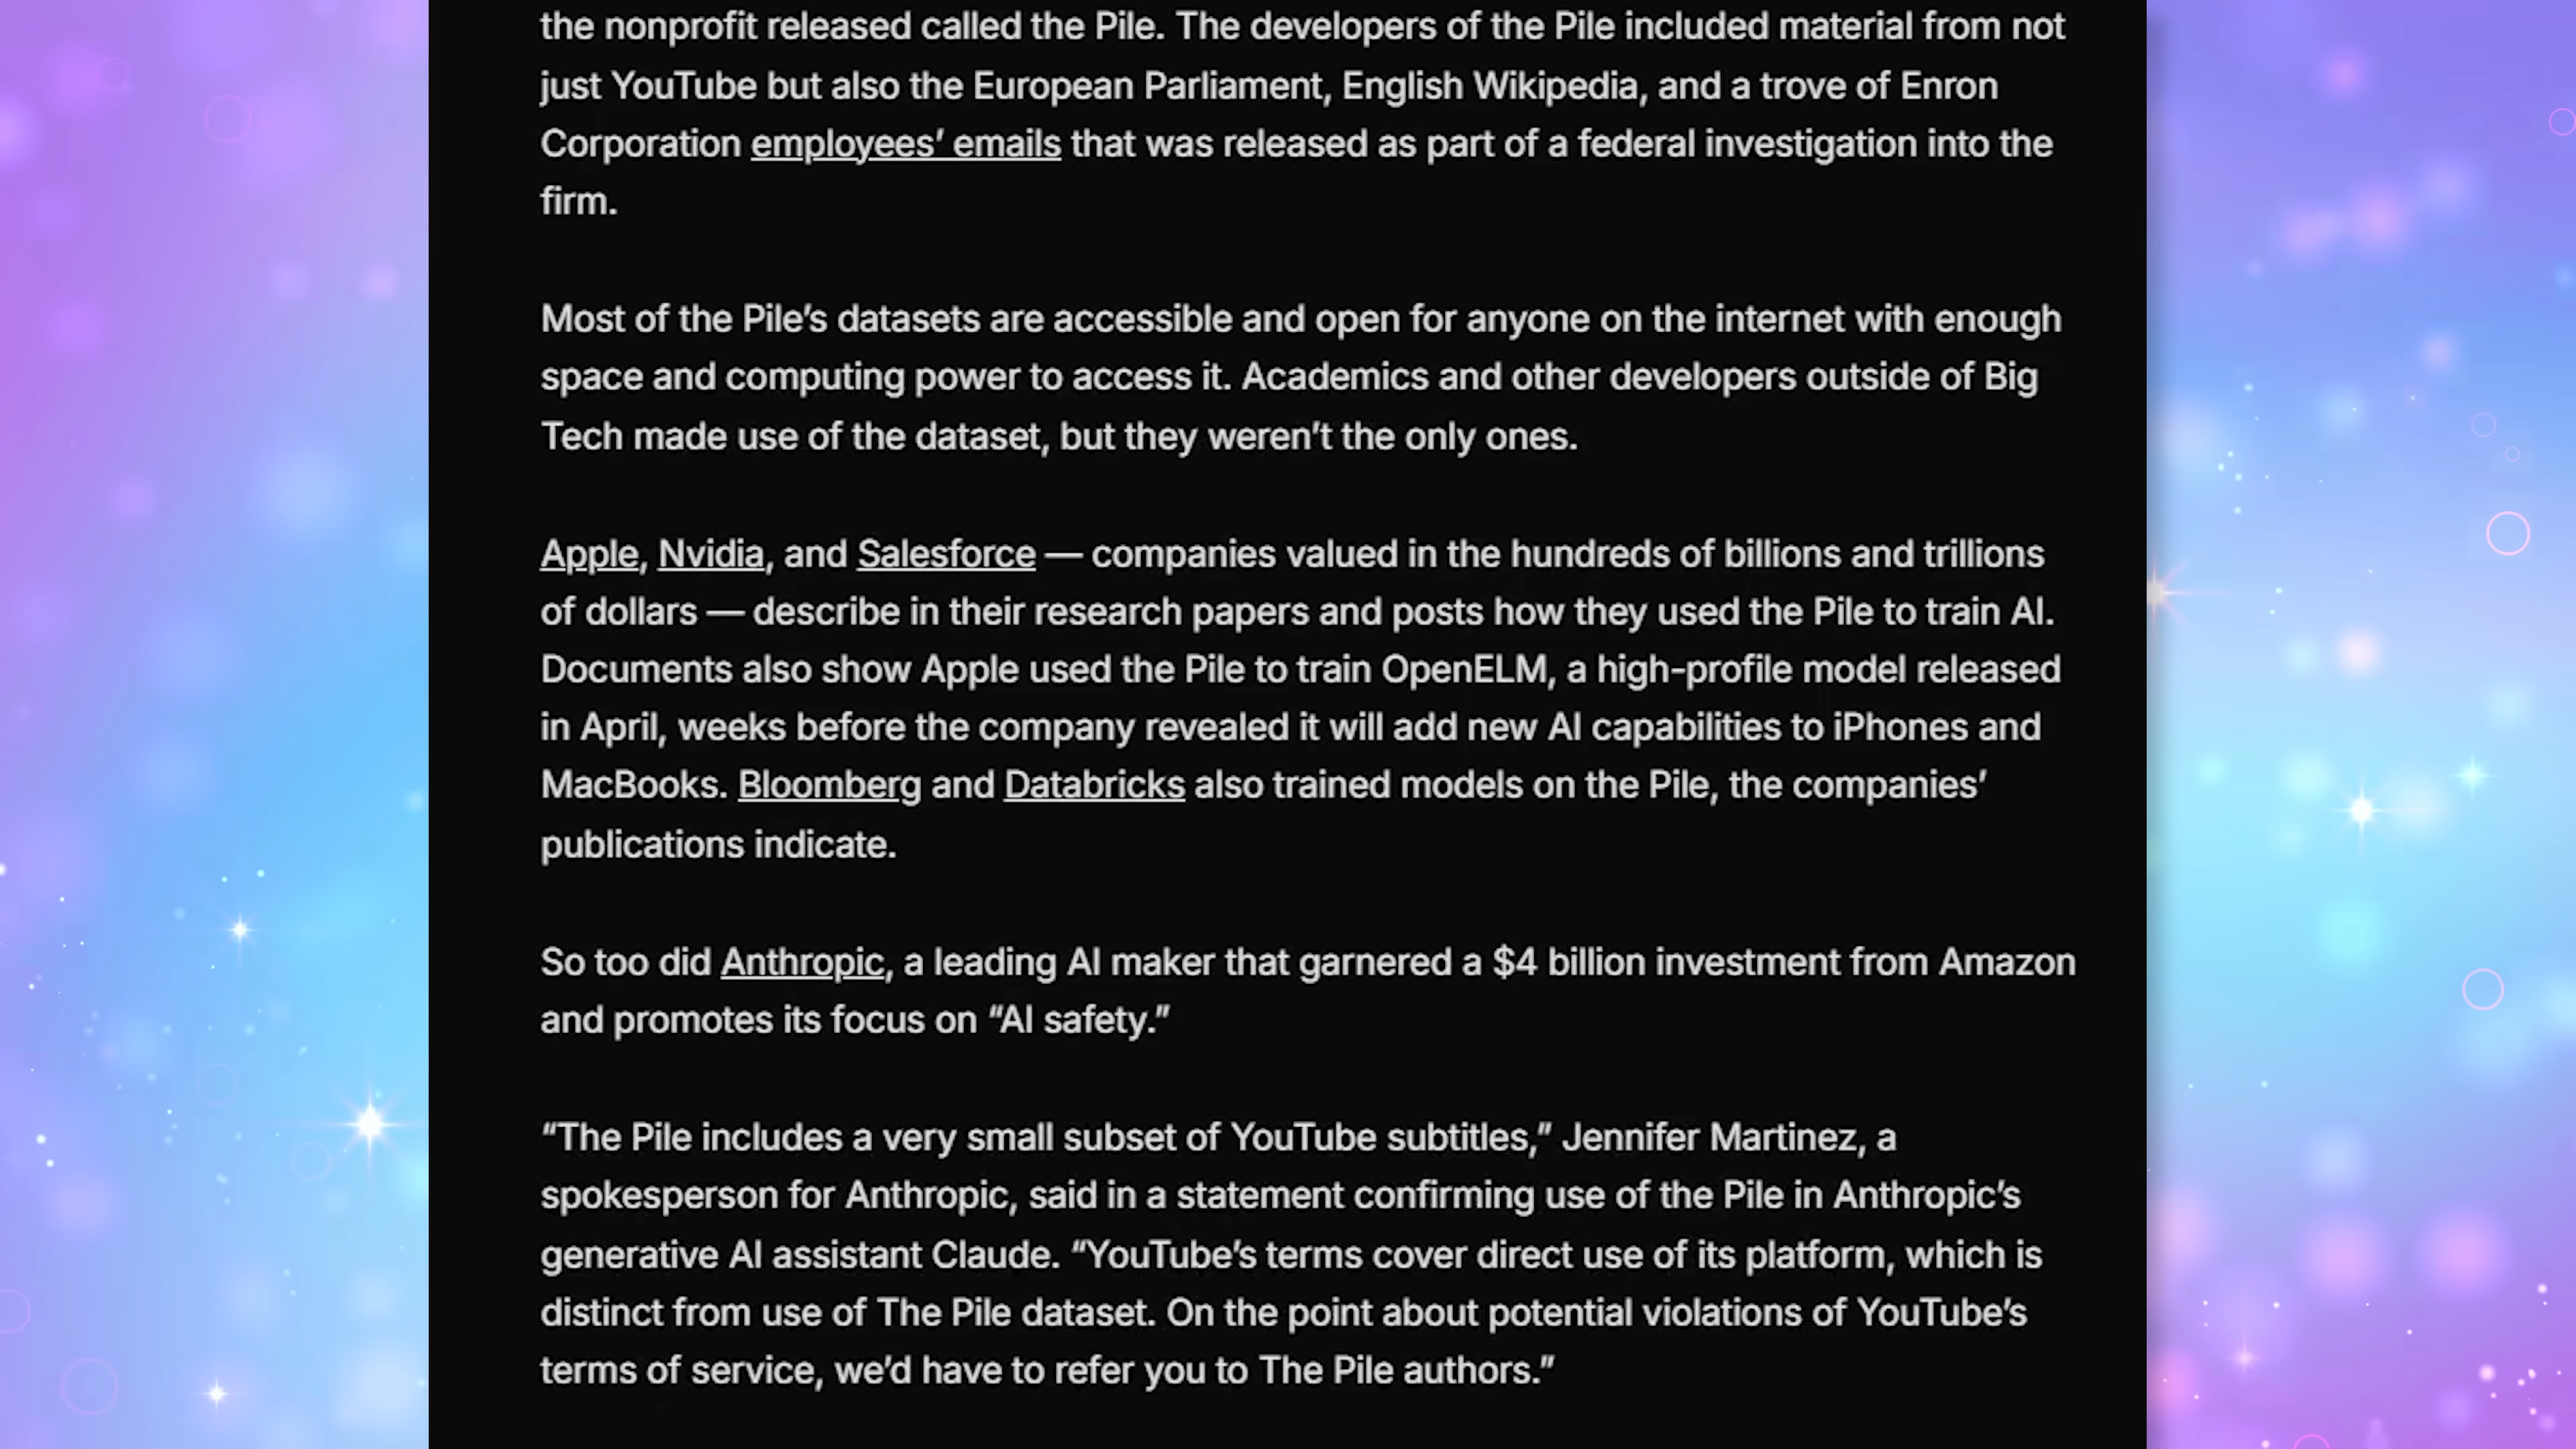 the nonprofit released called the Pile. The developers of the Pile included material from not
just YouTube but also the European Parliament, English Wikipedia, and a trove of Enron
Corporation employees’ emails that was released as part of a federal investigation into the
firm.
Most of the Pile’s datasets are accessible and open for anyone on the internet with enough
space and computing power to access it. Academics and other developers outside of Big
Tech made use of the dataset, but they weren’t the only ones.
Apple, Nvidia, and Salesforce — companies valued in the hundreds of billions and trillions
of dollars — describe in their research papers and posts how they used the Pile to train AI.
Documents also show Apple used the Pile to train OpenELM, a high-profile model released
in April, weeks before the company revealed it will add new AI capabilities to iPhones and
MacBooks. Bloomberg and Databricks also trained models on the Pile, the companies’
publications indicate.
So too did Anthropic, a leading AI maker that garnered a $4 billion investment from Amazon
and promotes its focus on “AI safety.”
“The Pile includes a very small subset of YouTube subtitles,” Jennifer Martinez, a
spokesperson for Anthropic, said in a statement confirming use of the Pile in Anthropic’s
generative AI assistant Claude. “YouTube’s terms cover direct use of its platform, which is
distinct from use of The Pile dataset. On the point about potential violations of YouTube’s
terms of service, we’d have to refer you to The Pile authors.”